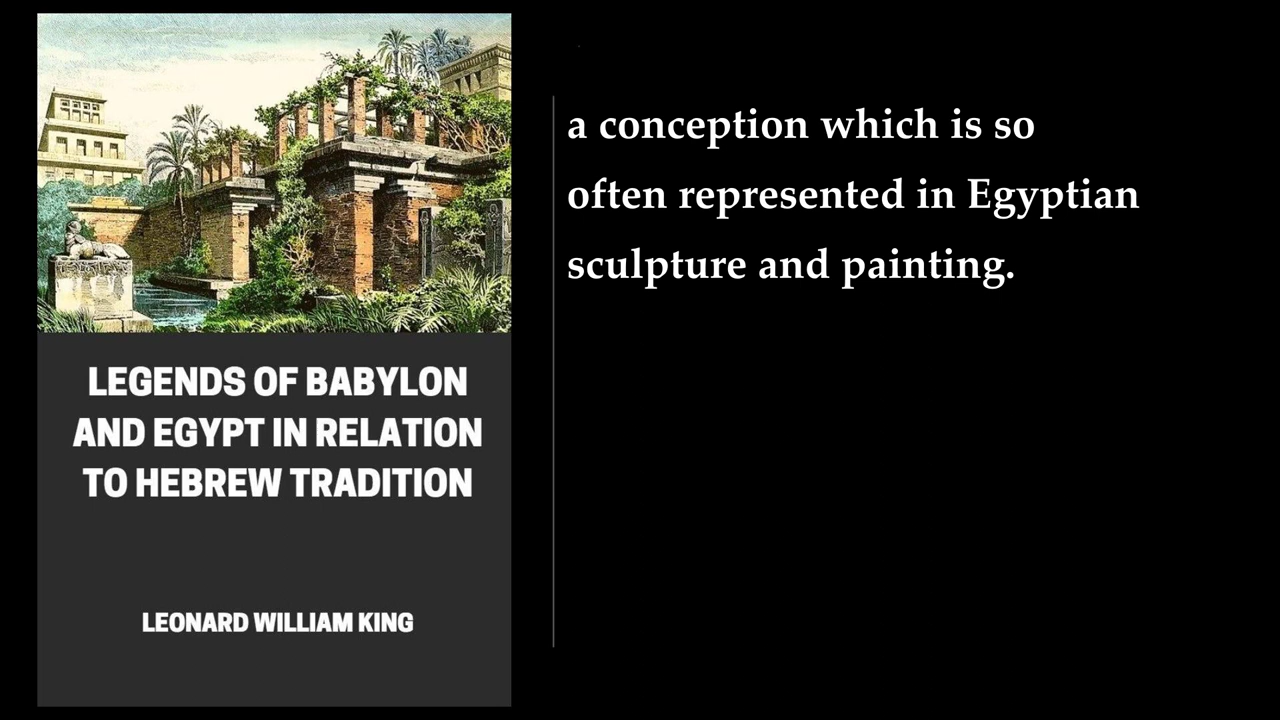 LEGENDS OF BABYLON
AND EGYPT IN RELATION
TO HEBREW TRADITION
LEONARD WILLIAM KING
a conception which is so
often represented in Egyptian
sculpture and painting.